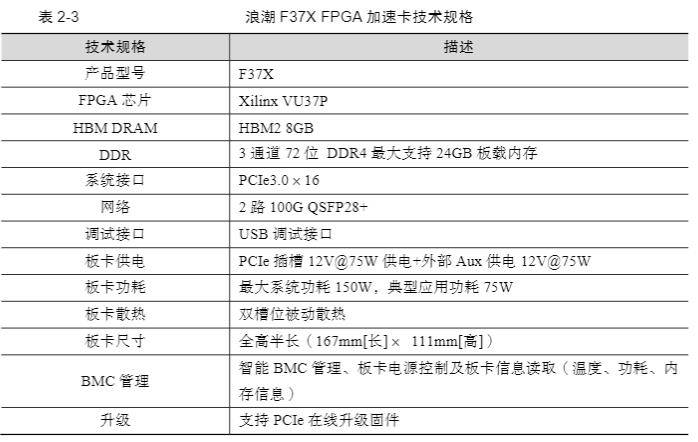 表 2-3 浪潮 F37X FPGA 加速卡技术规格
技术规格 描述
产品型号 F37X
FPGA 芯片 Xilinx VU37P
HBM DRAM HBM2 8GB
DDR 3 通道 72 位 DDR4 最大支持 24GB 板载内存
系统接口 PCIe3.0 × 16
网络 2 路 100G QSFP28+
调试接口 USB 调试接口
板卡供电 PCIe 插槽 12V@75W 供电+外部 Aux 供电 12V@75W
板卡功耗 最大系统功耗 150W，典型应用功耗 75W
板卡散热 双槽位被动散热
板卡尺寸 全高半长（167mm[长] × 111mm[高]）
BMC 管理 智能 BMC 管理、板卡电源控制及板卡信息读取（温度、功耗、内
存信息）
升级 支持 PCIe 在线升级固件